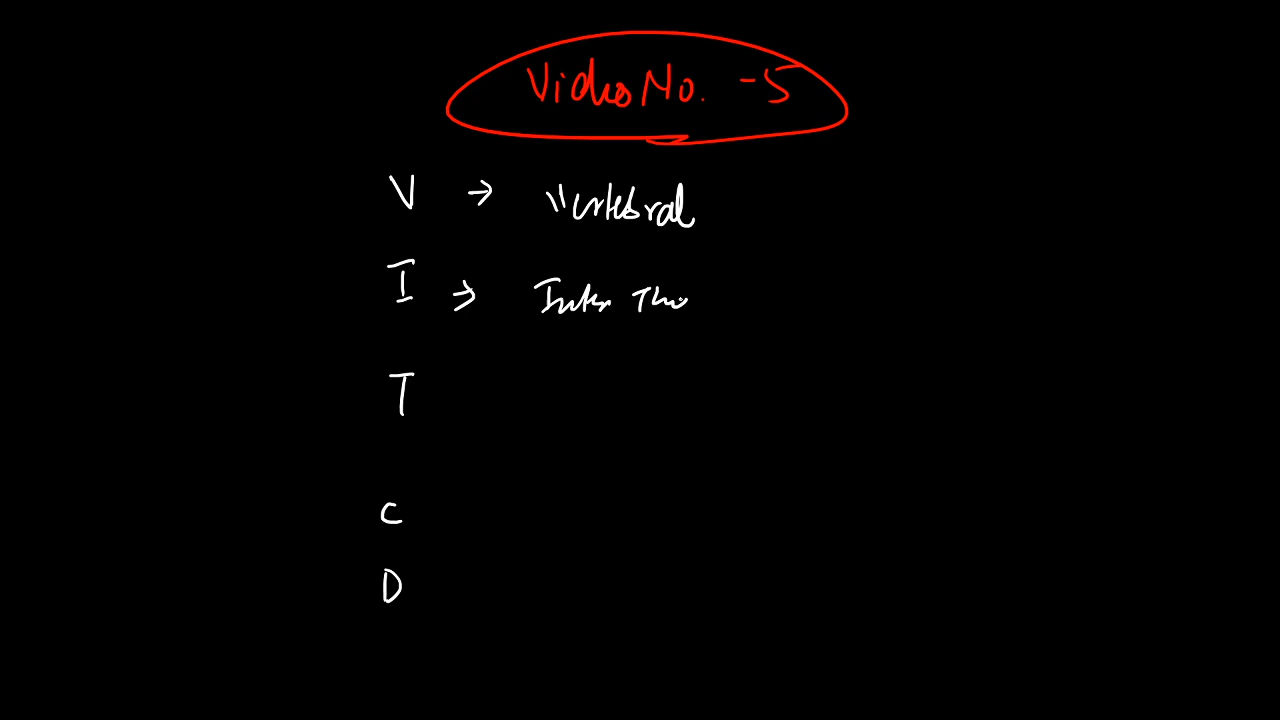 Video No. - 5
V → Vertebral
I → Inter Tho
T
C
D